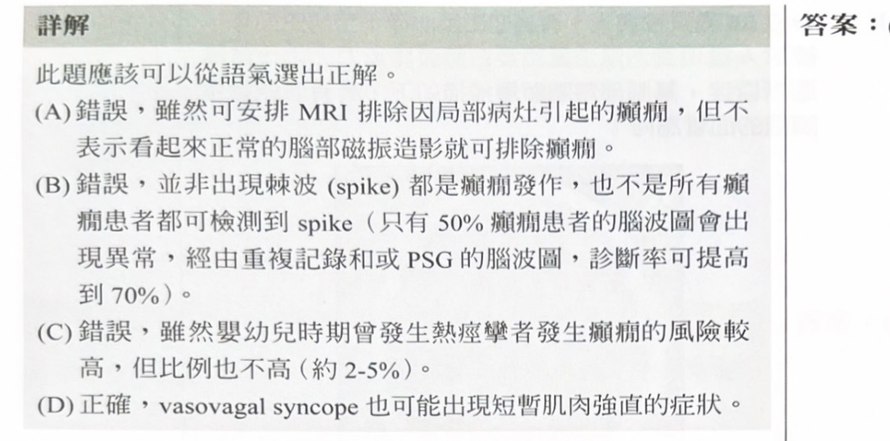 詳解
答案：
此題應該可以從語氣選出正解。
(A) 錯誤，雖然可安排 MRI 排除因局部病灶引起的癲癇，但不
表示看起來正常的腦部磁振造影就可排除癲癇。
(B) 錯誤，並非出現棘波 (spike) 都是癲癇發作，也不是所有癲
癇患者都可檢測到 spike（只有 50% 癲癇患者的腦波圖會出
現異常，經由重複記錄和或 PSG 的腦波圖，診斷率可提高
到 70%）。
(C) 錯誤，雖然嬰幼兒時期曾發生熱痙攣者發生癲癇的風險較
高，但比例也不高（約 2-5%）。
(D) 正確，vasovagal syncope 也可能出現短暫肌肉強直的症狀。